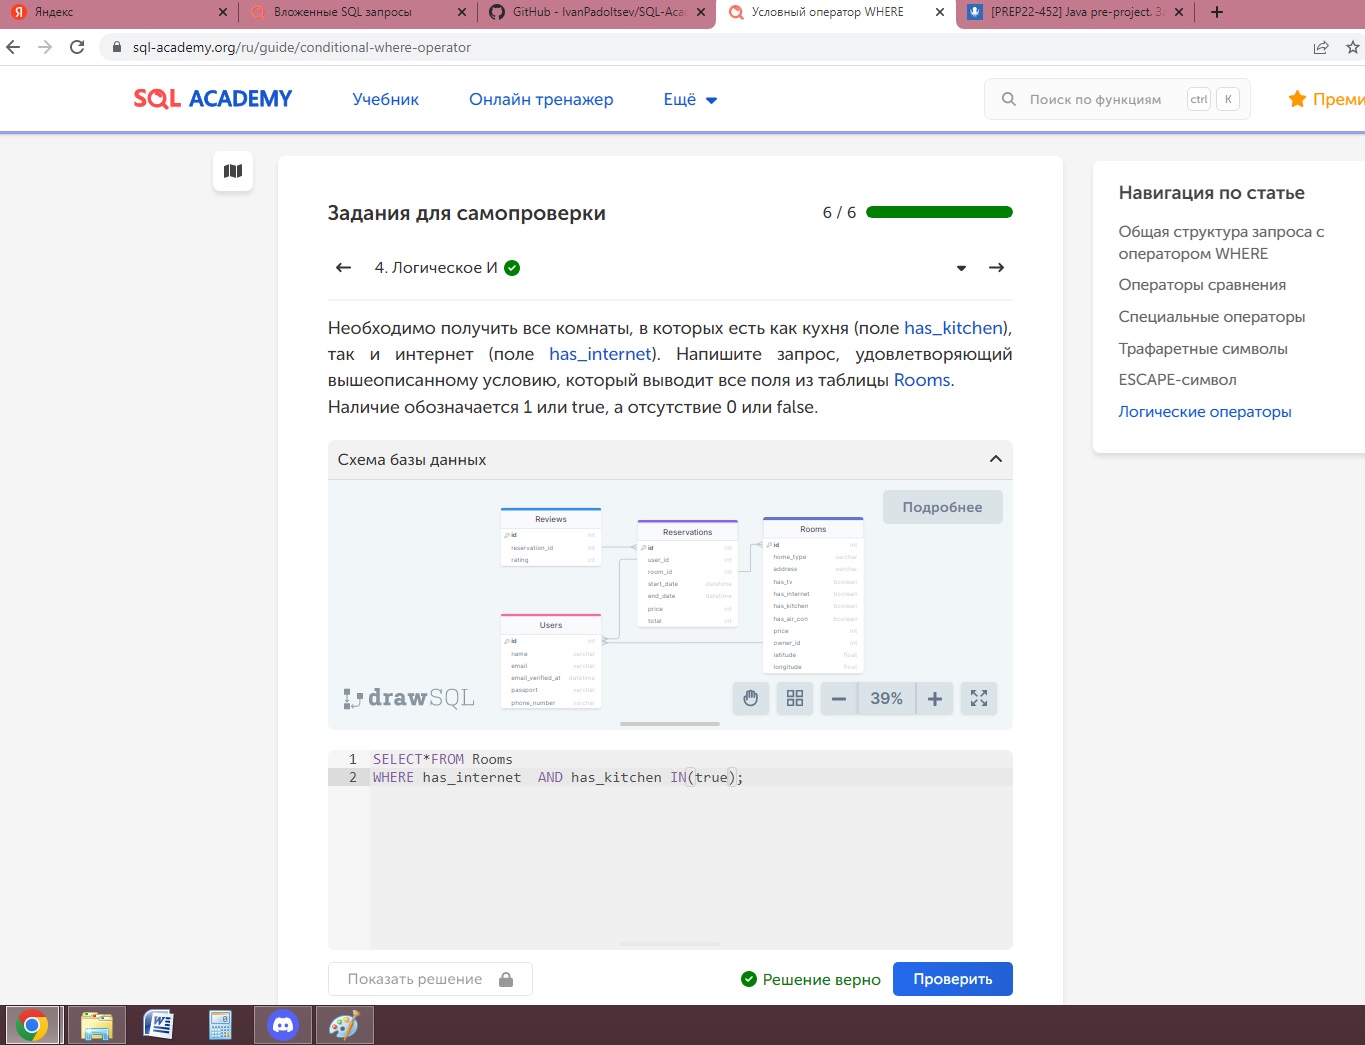 Яндекс
Вложенные SQL запросы
GitHub - IvanPadoltsev/SQL-Acac
Условный оператор WHERE
[PREP22-452] Java pre-project. За
sql-academy.org/ru/guide/conditional-where-operator
SQL ACADEMY
Учебник
Онлайн тренажер
Ещё
Поиск по функциям
ctrl
K
Преми
Задания для самопроверки
6 / 6
4. Логическое И
Необходимо получить все комнаты, в которых есть как кухня (поле has_kitchen),
так и интернет (поле has_internet). Напишите запрос, удовлетворяющий
вышеописанному условию, который выводит все поля из таблицы Rooms.
Наличие обозначается 1 или true, а отсутствие 0 или false.
Схема базы данных
Подробнее
Reviews
id int
reservation_id int
rating int
Reservations
id int
user_id int
room_id int
start_date datetime
end_date datetime
price int
total int
Rooms
id int
home_type varchar
address varchar
has_tv boolean
has_internet boolean
has_kitchen boolean
has_air_con boolean
price int
owner_id int
latitude float
longitude float
Users
id int
name varchar
email varchar
email_verified_at datetime
passport varchar
phone_number varchar
drawSQL
39%
1 SELECT*FROM Rooms
2 WHERE has_internet  AND has_kitchen IN(true);
Показать решение
Решение верно
Проверить
Навигация по статье
Общая структура запроса с
оператором WHERE
Операторы сравнения
Специальные операторы
Трафаретные символы
ESCAPE-символ
Логические операторы